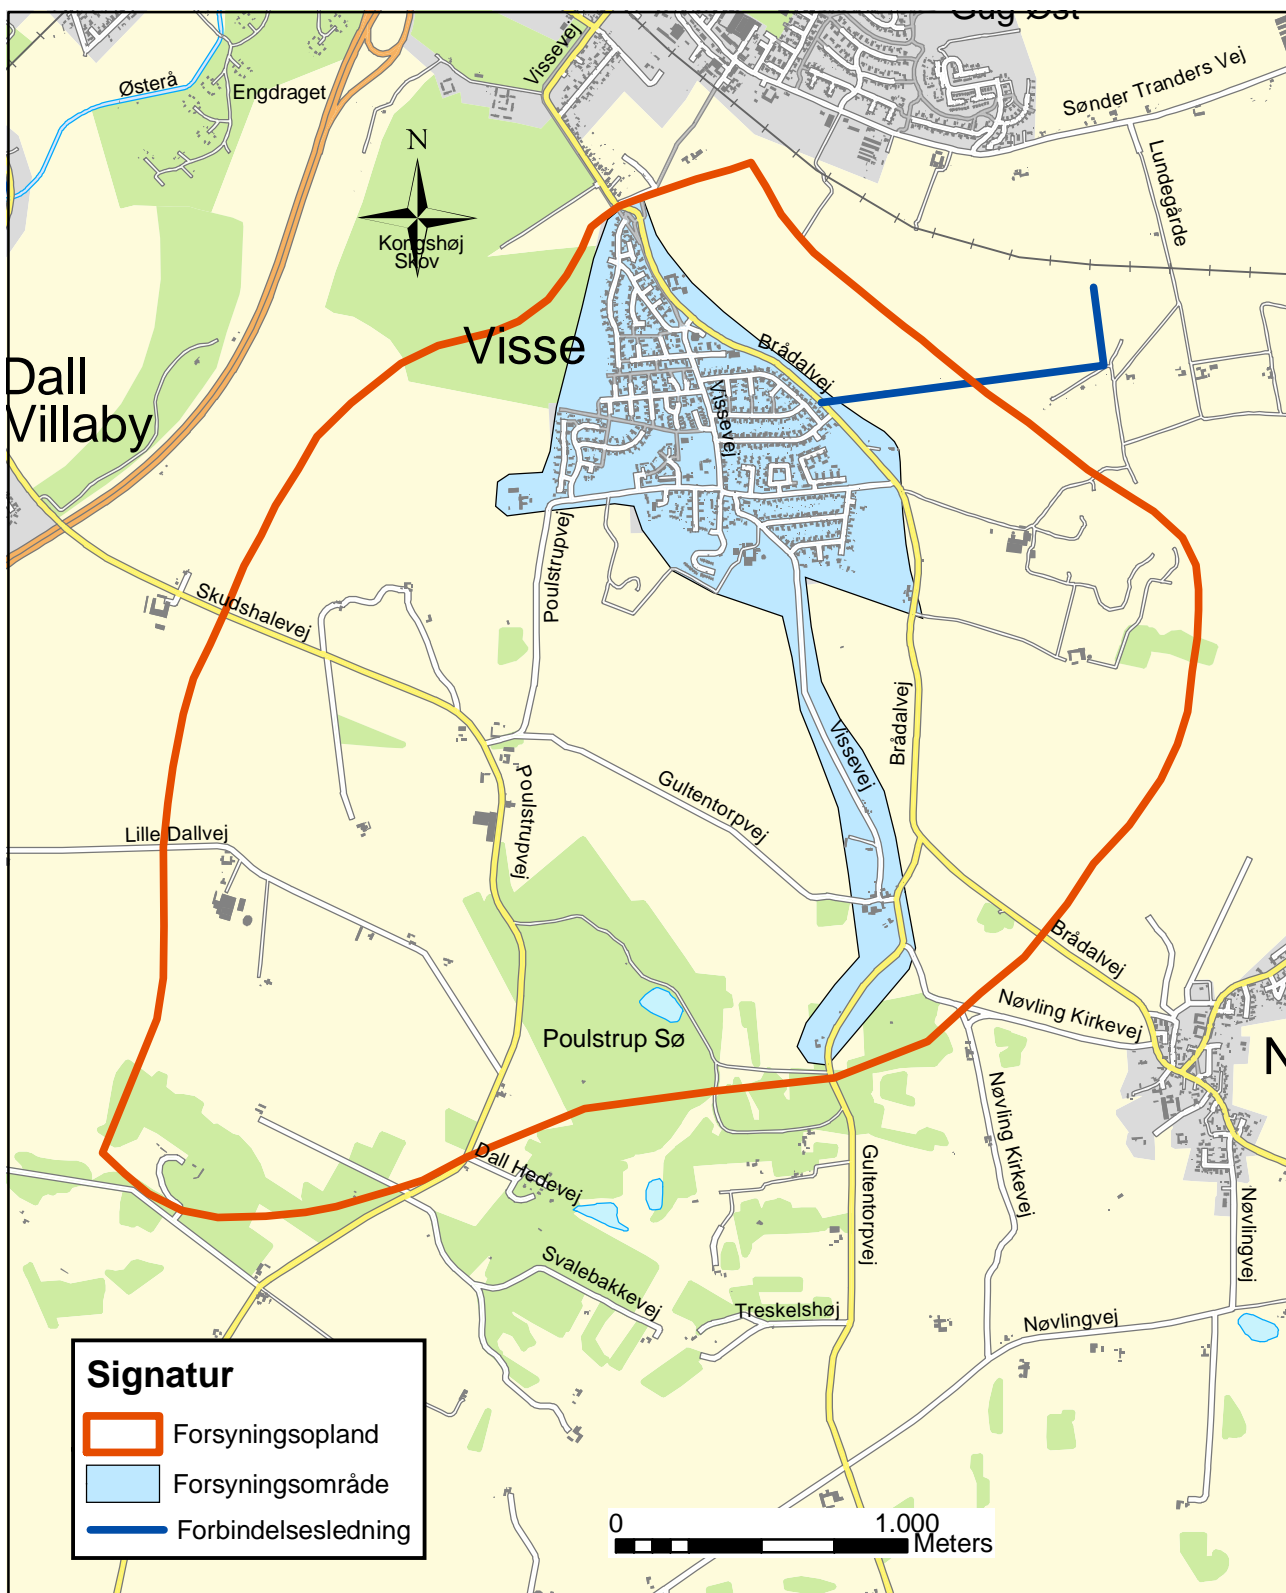 Gug Øst
Vissevej
Østerå
Engdraget
Sønder Tranders Vej
Lundegårde
N
Kongshøj
Skov
Visse
Brådalvej
Vissevej
Dall
Villaby
Poulstrupvej
Skudshalevej
Brådalvej
Vissevej
Gultentorpvej
Poulstrupvej
Lille Dallvej
Brådalvej
Nøvling Kirkevej
Poulstrup Sø
N
Nøvling Kirkevej
Dall Hedevej
Gultentorpvej
Nøvlingvej
Svalebakkevej
Treskelshøj
Nøvlingvej
Signatur
Forsyningsopland
Forsyningsområde
Forbindelsesledning
0 1.000
Meters